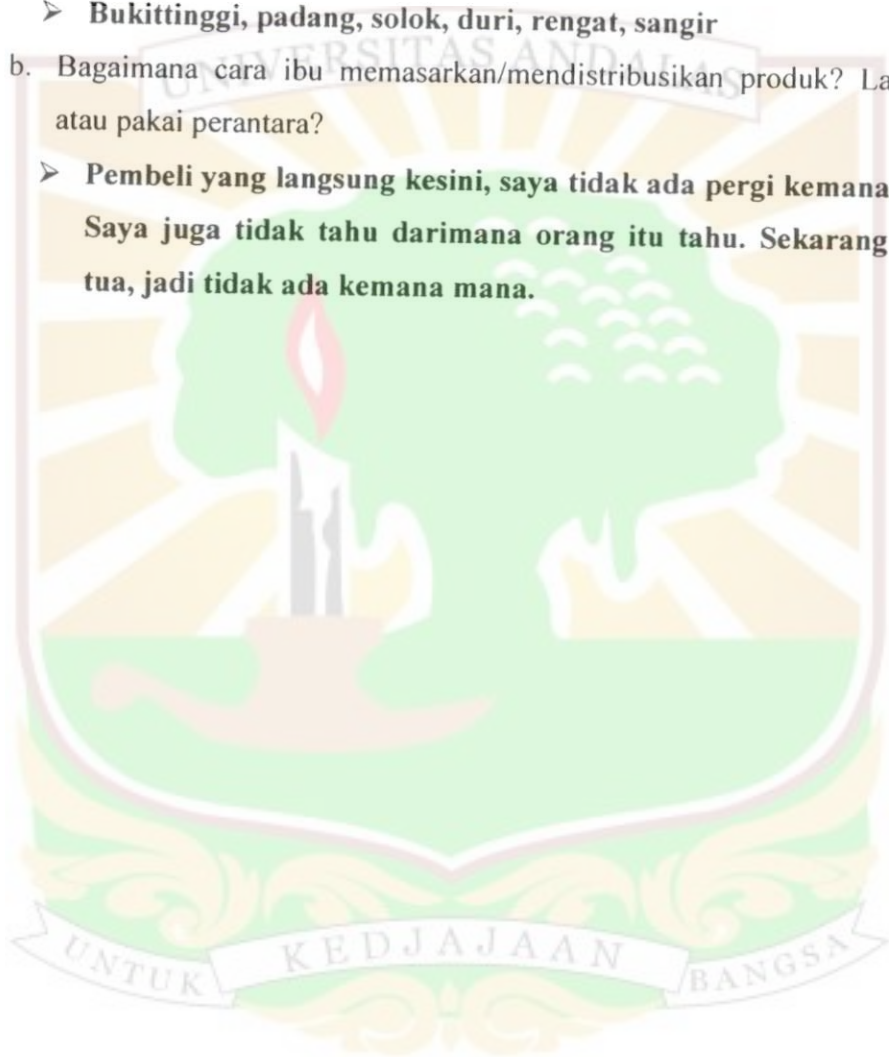 ➢ Bukittinggi, padang, solok, duri, rengat, sangir
UNIVERSITAS ANDALAS
b. Bagaimana cara ibu memasarkan/mendistribusikan produk? La
atau pakai perantara?
➢ Pembeli yang langsung kesini, saya tidak ada pergi kemana
Saya juga tidak tahu darimana orang itu tahu. Sekarang
tua, jadi tidak ada kemana mana.
UNTUK KEDJAJAAN BANGSA